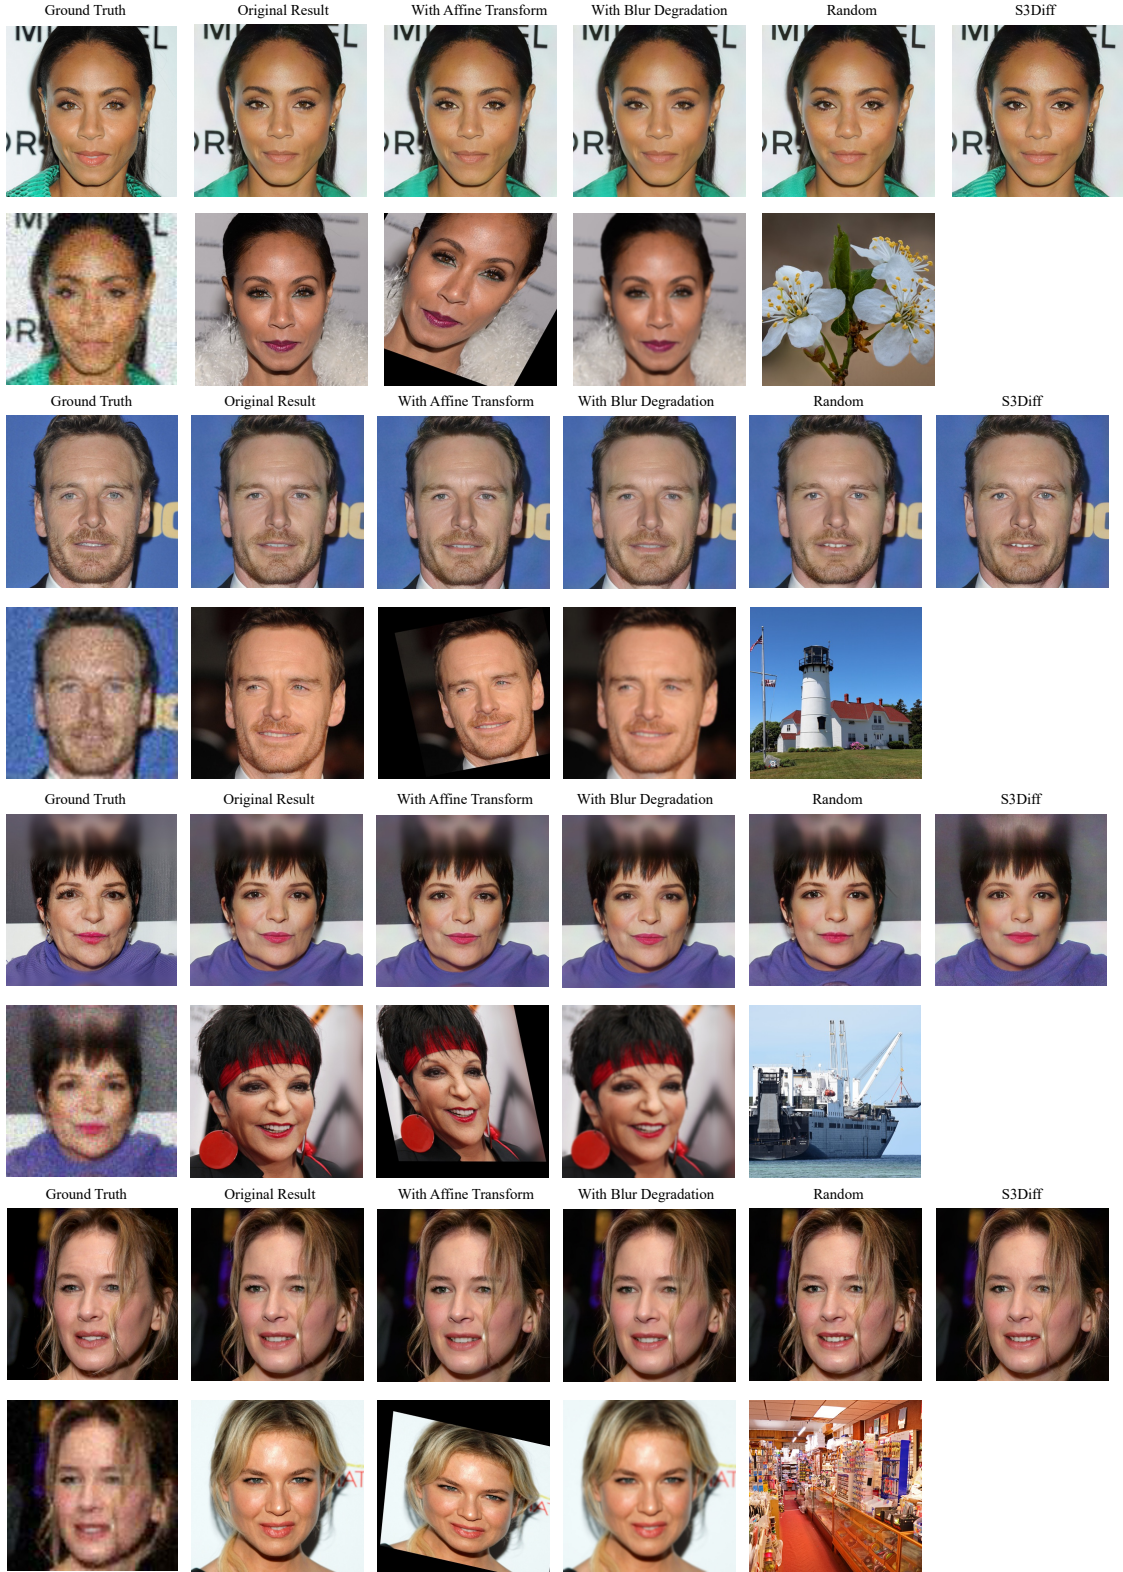 Ground Truth Original Result With Affine Transform With Blur Degradation Random S3Diff
Ground Truth Original Result With Affine Transform With Blur Degradation Random S3Diff
Ground Truth Original Result With Affine Transform With Blur Degradation Random S3Diff
Ground Truth Original Result With Affine Transform With Blur Degradation Random S3Diff